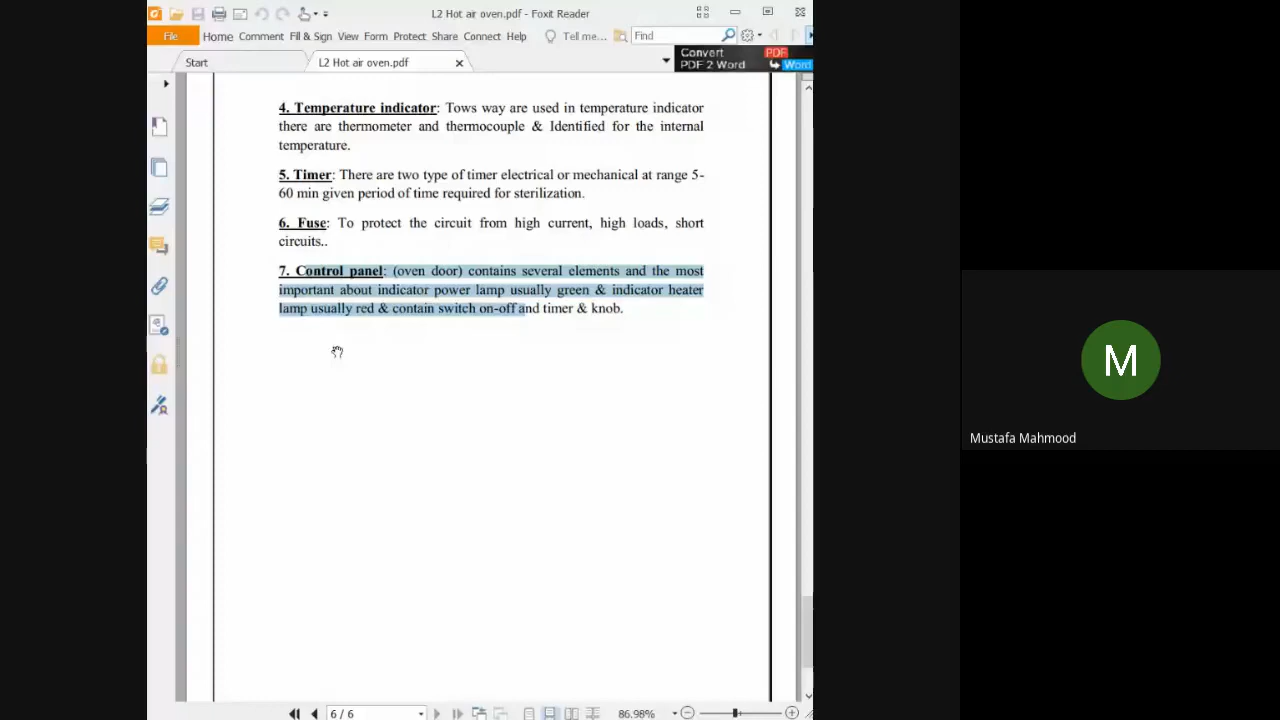 L2 Hot air oven.pdf - Foxit Reader
File Home Comment Fill & Sign View Form Protect Share Connect Help Tell me... Find
Start L2 Hot air oven.pdf
Convert PDF
PDF 2 Word Word
4. Temperature indicator: Tows way are used in temperature indicator
there are thermometer and thermocouple & Identified for the internal
temperature.
5. Timer: There are two type of timer electrical or mechanical at range 5-
60 min given period of time required for sterilization.
6. Fuse: To protect the circuit from high current, high loads, short
circuits..
7. Control panel: (oven door) contains several elements and the most
important about indicator power lamp usually green & indicator heater
lamp usually red & contain switch on-off and timer & knob.
M
Mustafa Mahmood
6 / 6 86.98%